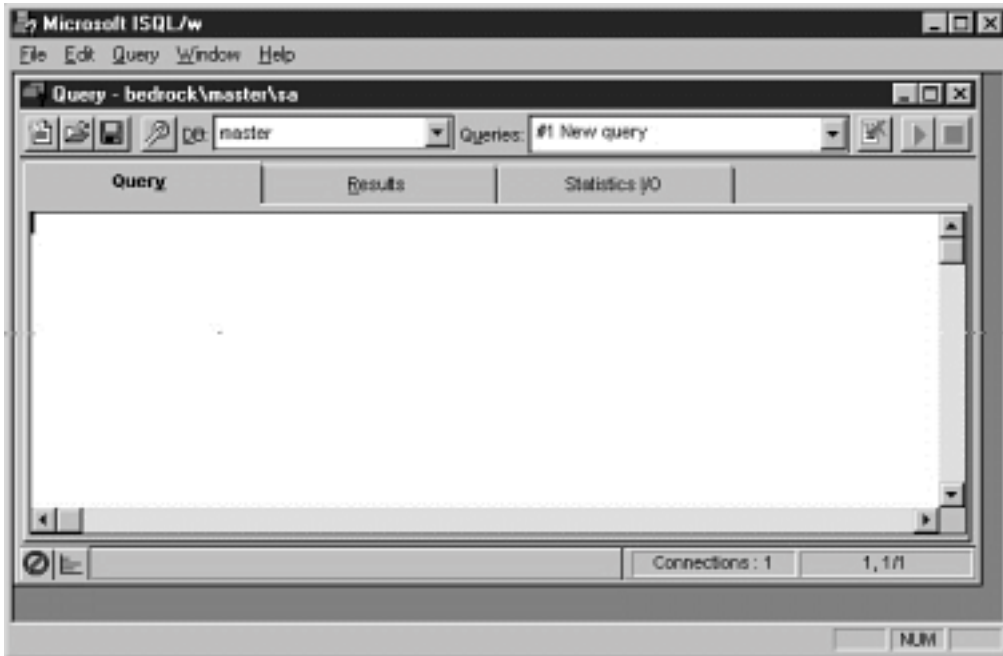 Microsoft ISQL/w
File Edit Query Window Help
Query - bedrock\master\sa
DB: master Queries: #1 New query
Query Results Statistics I/O
Connections : 1 1, 1/1
NUM